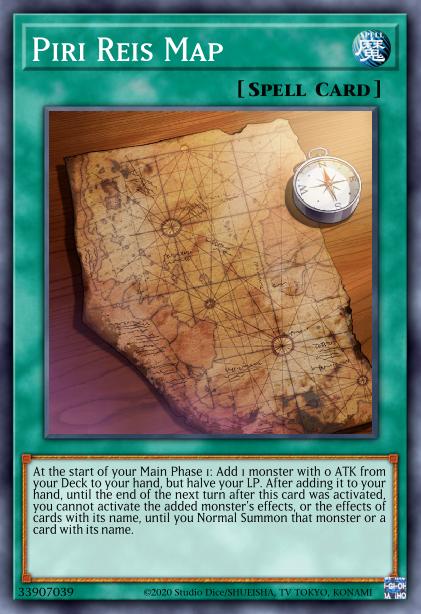 Piri Reis Map
SPELL
魔
[Spell Card]
N
At the start of your Main Phase 1: Add 1 monster with 0 ATK from
your Deck to your hand, but halve your LP. After adding it to your
hand, until the end of the next turn after this card was activated,
you cannot activate the added monster's effects, or the effects of
cards with its name, until you Normal Summon that monster or a
card with its name.
33907039
©2020 Studio Dice/SHUEISHA, TV TOKYO, KONAMI